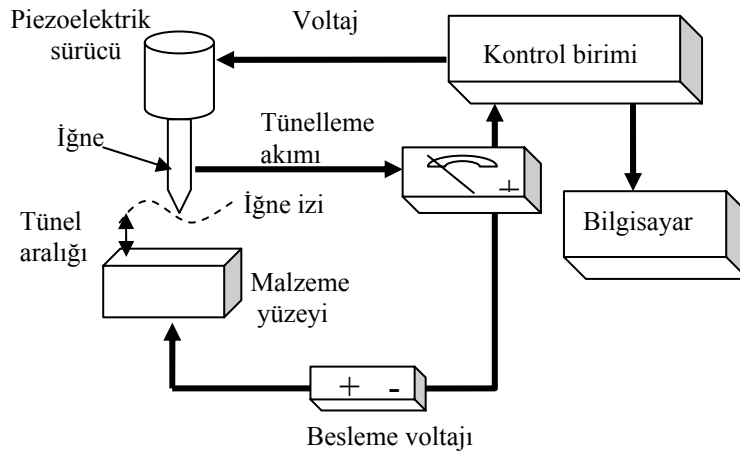 Piezoelektrik
sürücü
Voltaj
Kontrol birimi
İğne
Tünelleme
akımı
İğne izi
Tünel
aralığı
Bilgisayar
Malzeme
yüzeyi
+ -
Besleme voltajı